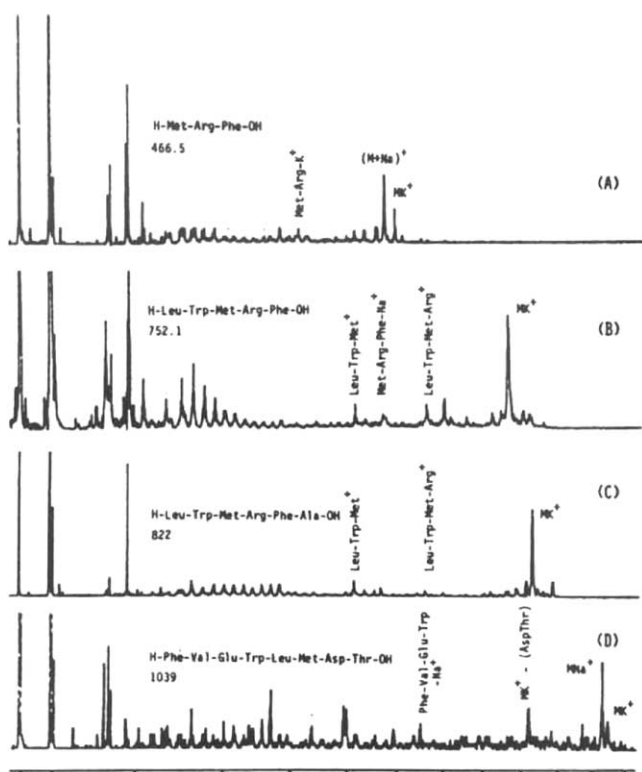 H-Met-Arg-Phe-OH
466.5
Met-Arg-K+
(M+Na)+
MK+
(A)
H-Leu-Trp-Met-Arg-Phe-OH
752.1
Leu-Trp-Met+
Met-Arg-Phe-Na+
Leu-Trp-Met-Arg+
MK+
(B)
H-Leu-Trp-Met-Arg-Phe-Ala-OH
822
Leu-Trp-Met+
Leu-Trp-Met-Arg+
MK+
(C)
H-Phe-Val-Glu-Trp-Leu-Met-Asp-Thr-OH
1039
Phe-Val-Glu-Trp
-Na+
MK+ - (AspThr)
MNa+
MK+
(D)